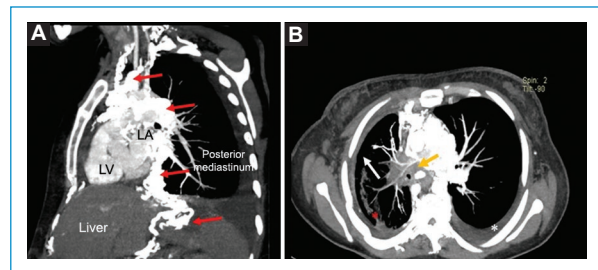 A
LA
LV
Posterior
mediastinum
Liver
B
Spin: 2
Tilt: -90
*